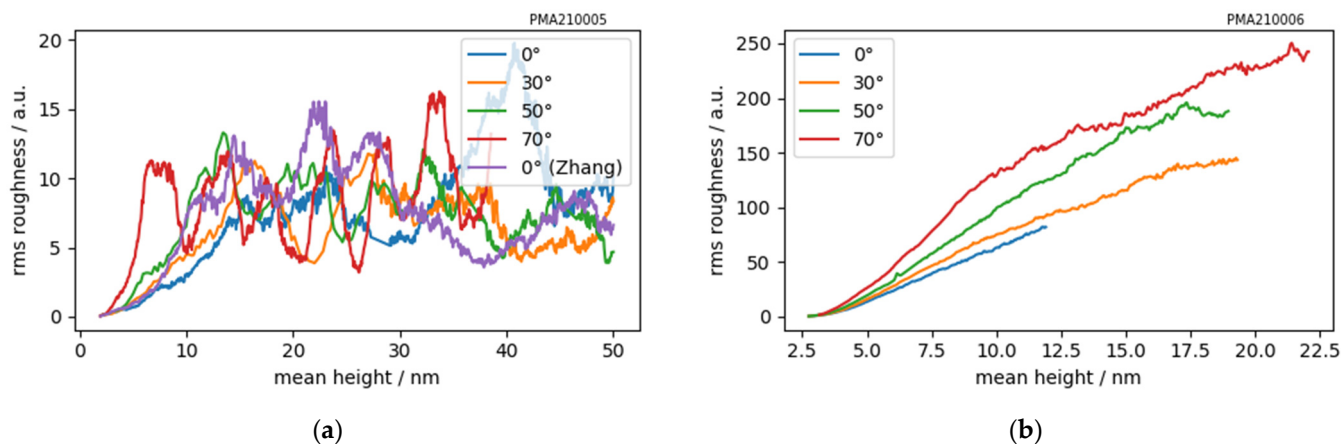 PMA210005
20
15
10
5
0
rms roughness / a.u.
0°
30°
50°
70°
0° (Zhang)
0 10 20 30 40 50
mean height / nm
(a)
PMA210006
250
200
150
100
50
0
rms roughness / a.u.
0°
30°
50°
70°
2.5 5.0 7.5 10.0 12.5 15.0 17.5 20.0 22.5
mean height / nm
(b)